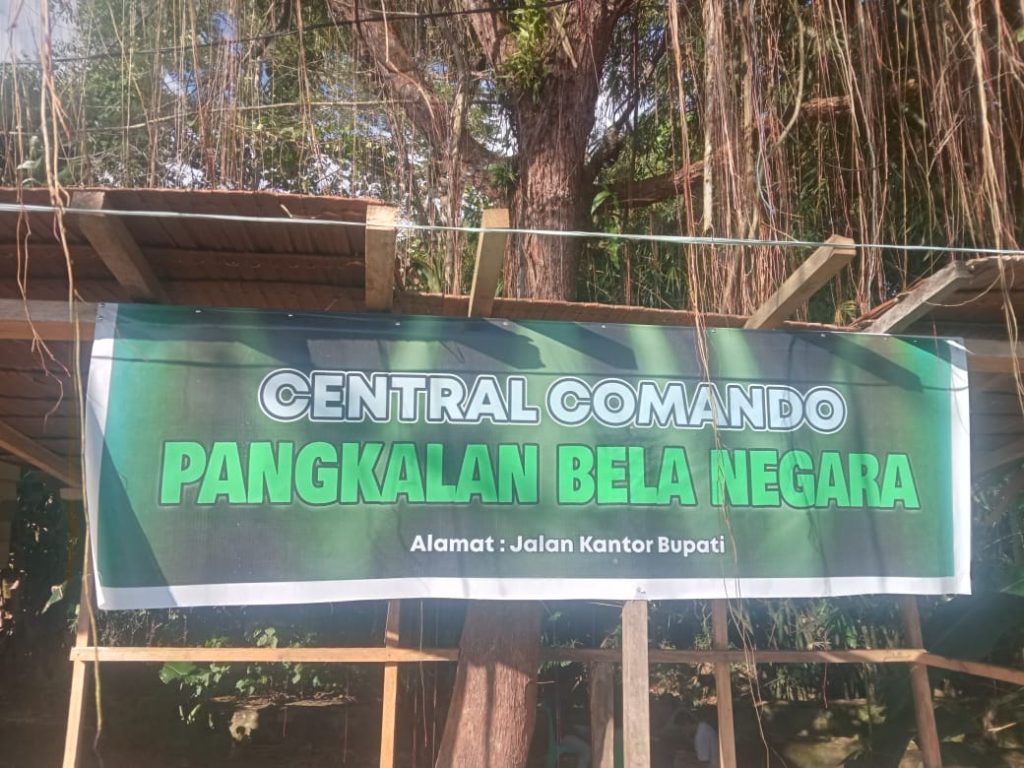 CENTRAL COMANDO
PANGKALAN BELA NEGARA
Alamat : Jalan Kantor Bupati